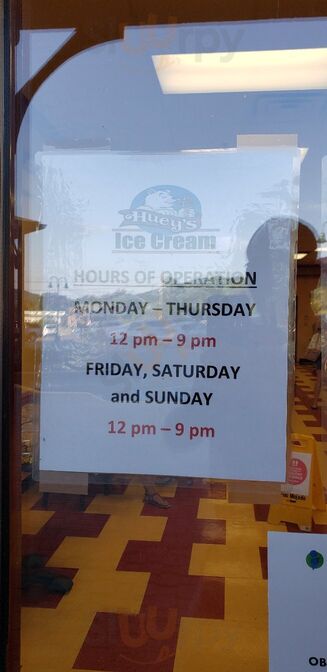 Huey's
Ice Cream
HOURS OF OPERATION
MONDAY – THURSDAY
12 pm – 9 pm
FRIDAY, SATURDAY
and SUNDAY
12 pm – 9 pm
OB